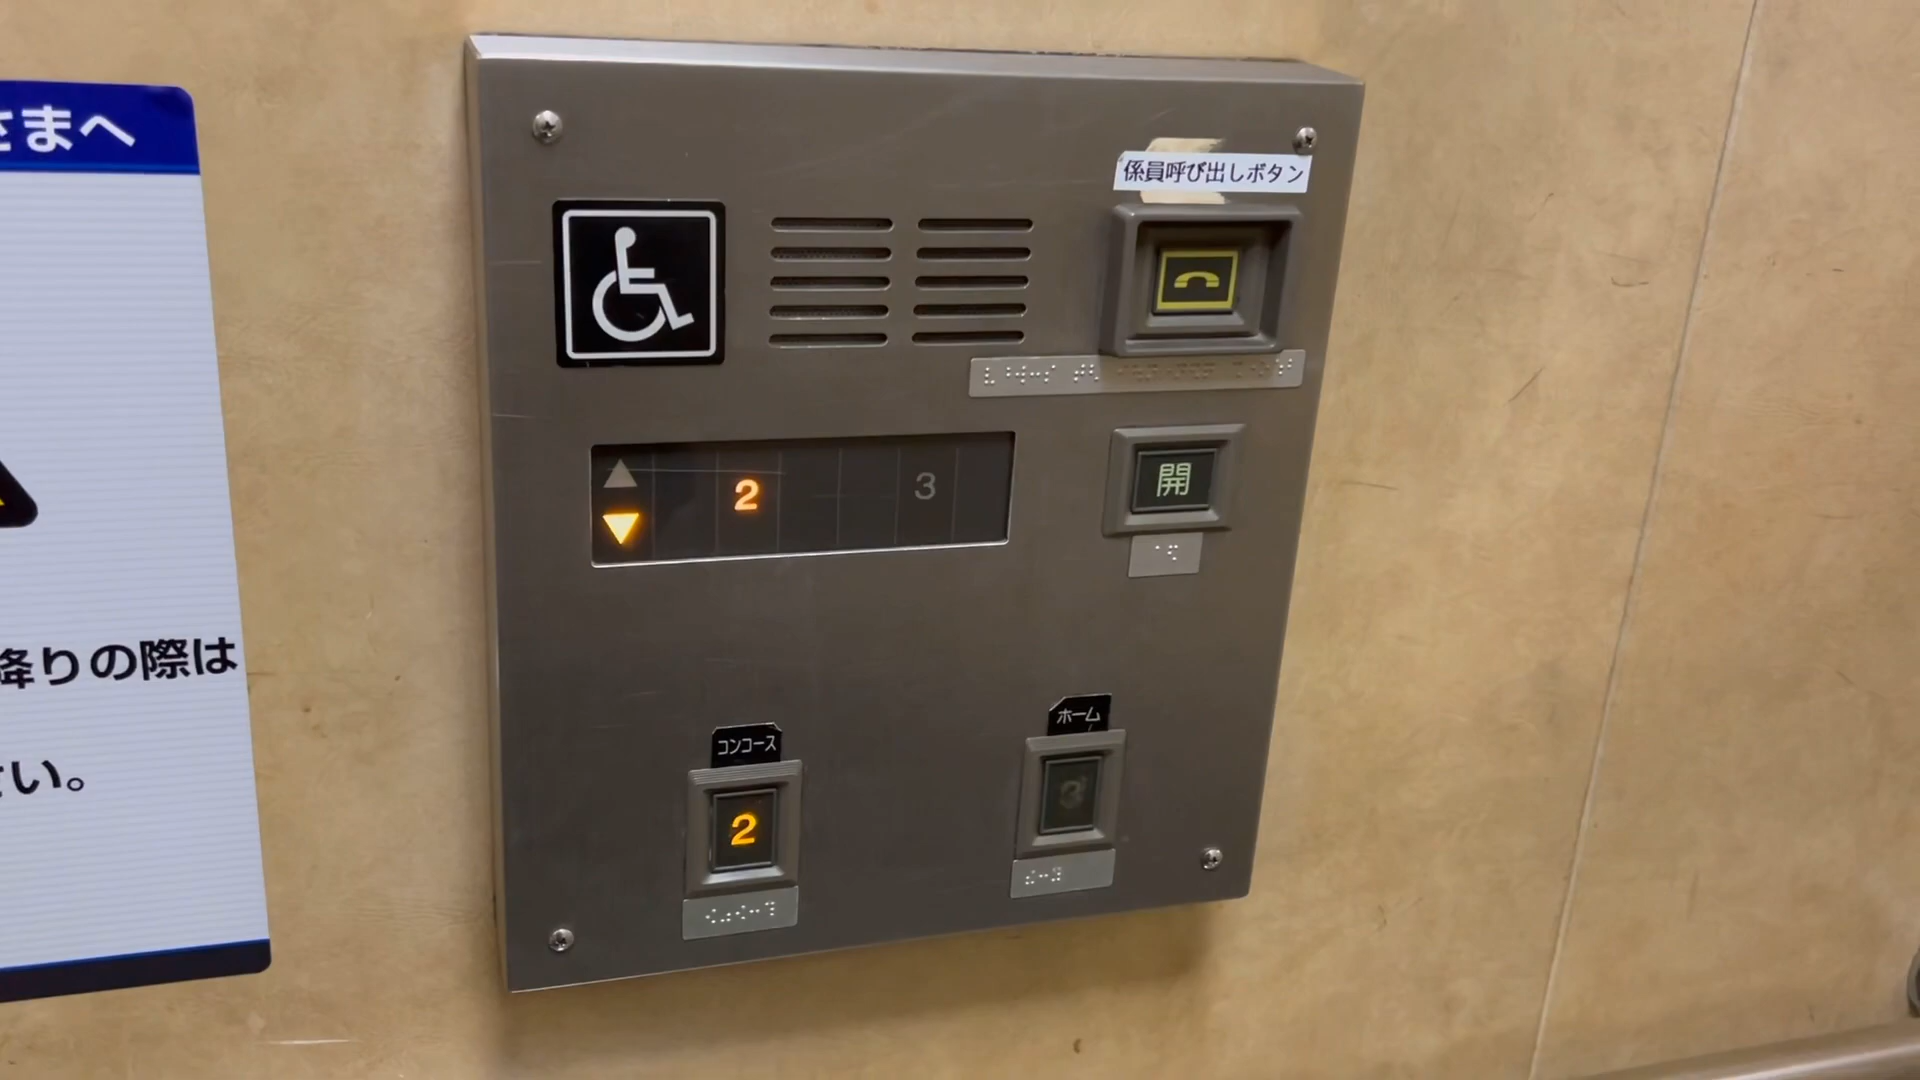 さまへ
降りの際は
さい。
係員呼び出しボタン
2
3
開
コンコース
2
ホーム
3